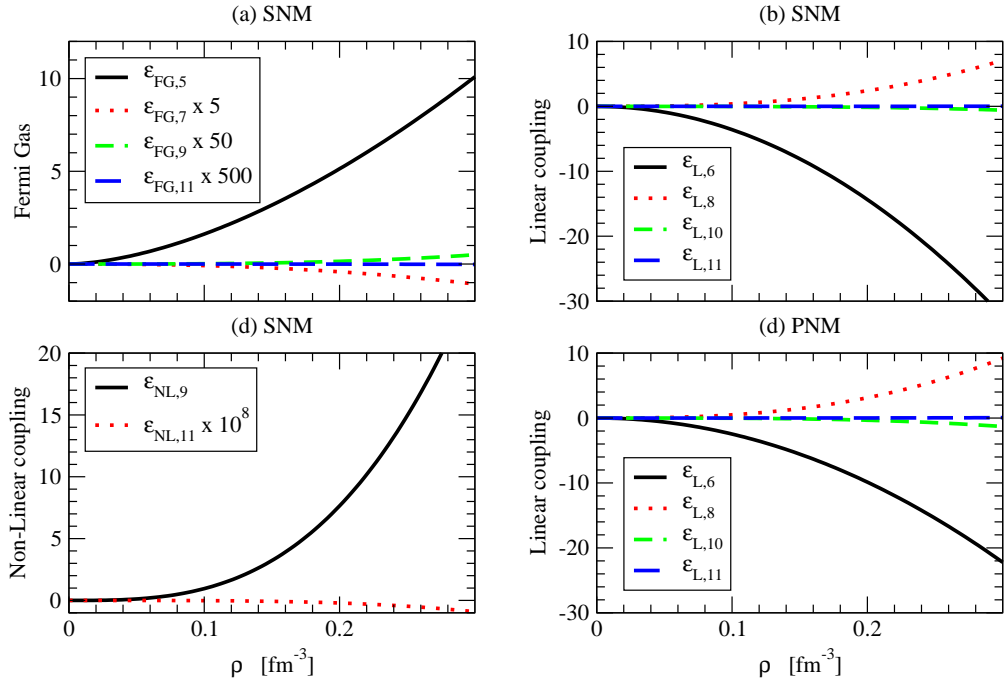 (a) SNM
Fermi Gas
10
5
0
ε_FG,5
ε_FG,7 x 5
ε_FG,9 x 50
ε_FG,11 x 500
(b) SNM
Linear coupling
10
0
-10
-20
-30
ε_L,6
ε_L,8
ε_L,10
ε_L,11
(d) SNM
Non-Linear coupling
20
15
10
5
0
ε_NL,9
ε_NL,11 x 10^8
0
0.1
0.2
ρ [fm^-3]
(d) PNM
Linear coupling
10
0
-10
-20
-30
ε_L,6
ε_L,8
ε_L,10
ε_L,11
0
0.1
0.2
ρ [fm^-3]